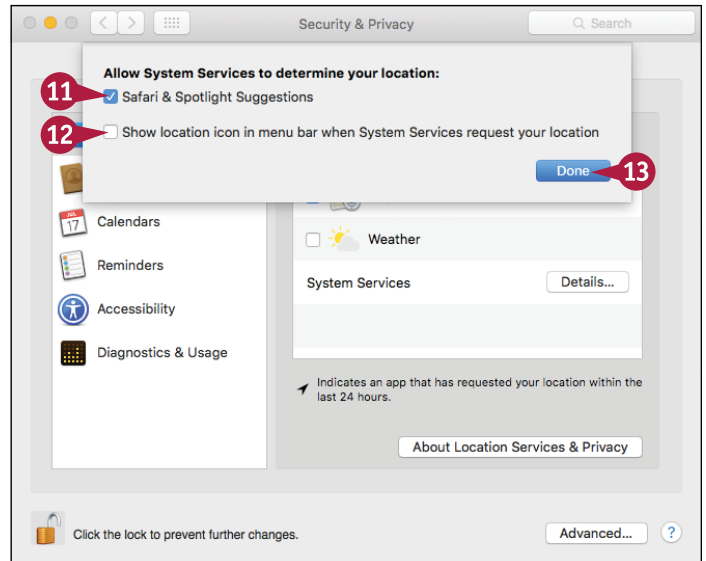 Security & Privacy
Search
Allow System Services to determine your location:
11
Safari & Spotlight Suggestions
12
Show location icon in menu bar when System Services request your location
Done
13
JUL
17
Calendars
Reminders
Accessibility
Diagnostics & Usage
Weather
System Services
Details...
Indicates an app that has requested your location within the
last 24 hours.
About Location Services & Privacy
Click the lock to prevent further changes.
Advanced...
?